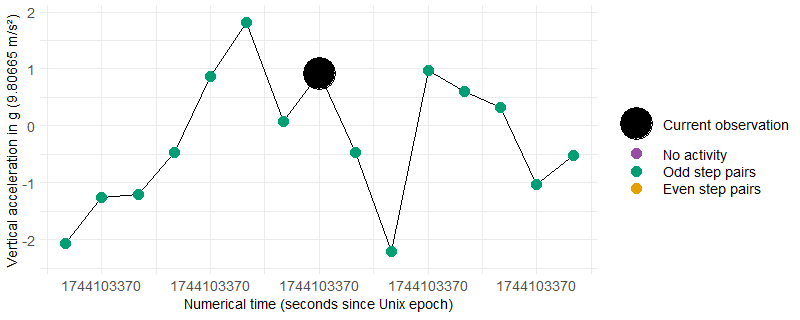 Vertical acceleration in g (9.80665 m/s²)
2
1
0
-1
-2
1744103370 1744103370 1744103370 1744103370 1744103370
Numerical time (seconds since Unix epoch)
Current observation
No activity
Odd step pairs
Even step pairs